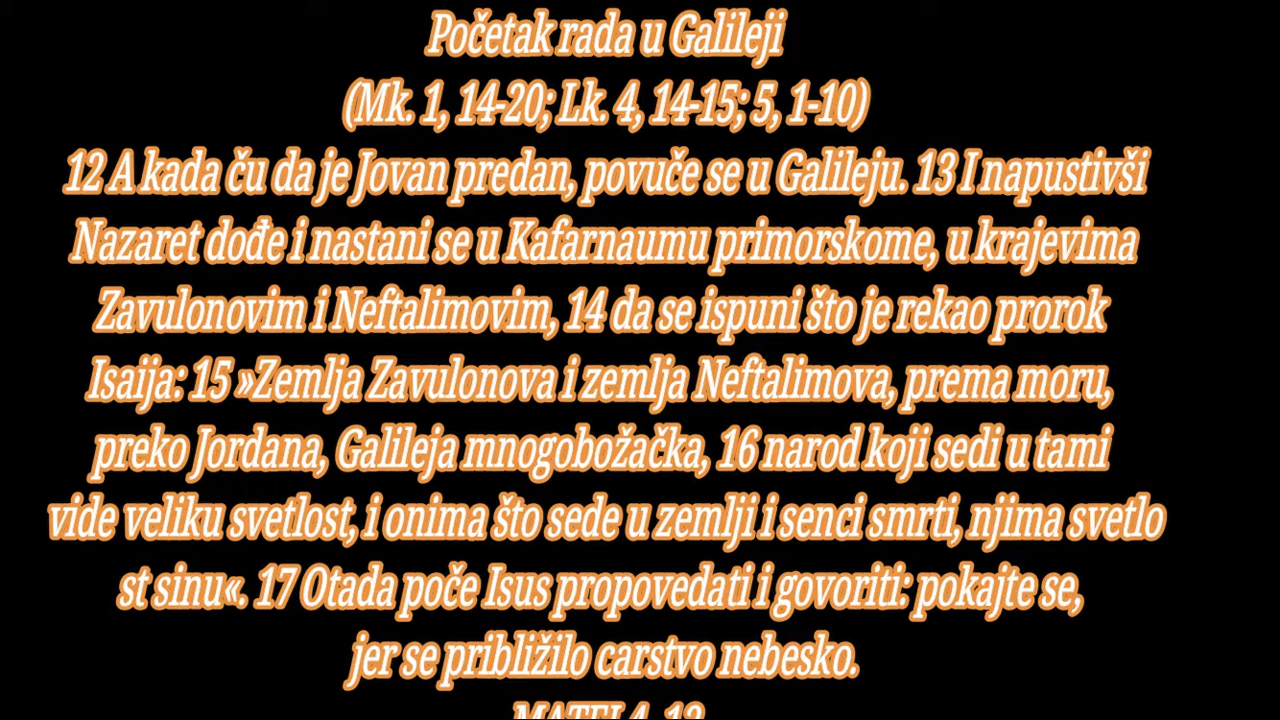 Početak rada u Galileji
(Mk. 1, 14-20; Lk. 4, 14-15; 5, 1-10)
12 A kada ču da je Jovan predan, povuče se u Galileju. 13 I napustivši
Nazaret dođe i nastani se u Kafarnaumu primorskome, u krajevima
Zavulonovim i Neftalimovim, 14 da se ispuni što je rekao prorok
Isaija: 15 »Zemlja Zavulonova i zemlja Neftalimova, prema moru,
preko Jordana, Galileja mnogobožačka, 16 narod koji sedi u tami
vide veliku svetlost, i onima što sede u zemlji i senci smrti, njima svetlo
st sinu«. 17 Otada poče Isus propovedati i govoriti: pokajte se,
jer se približilo carstvo nebesko.
MATEJ 4, 12